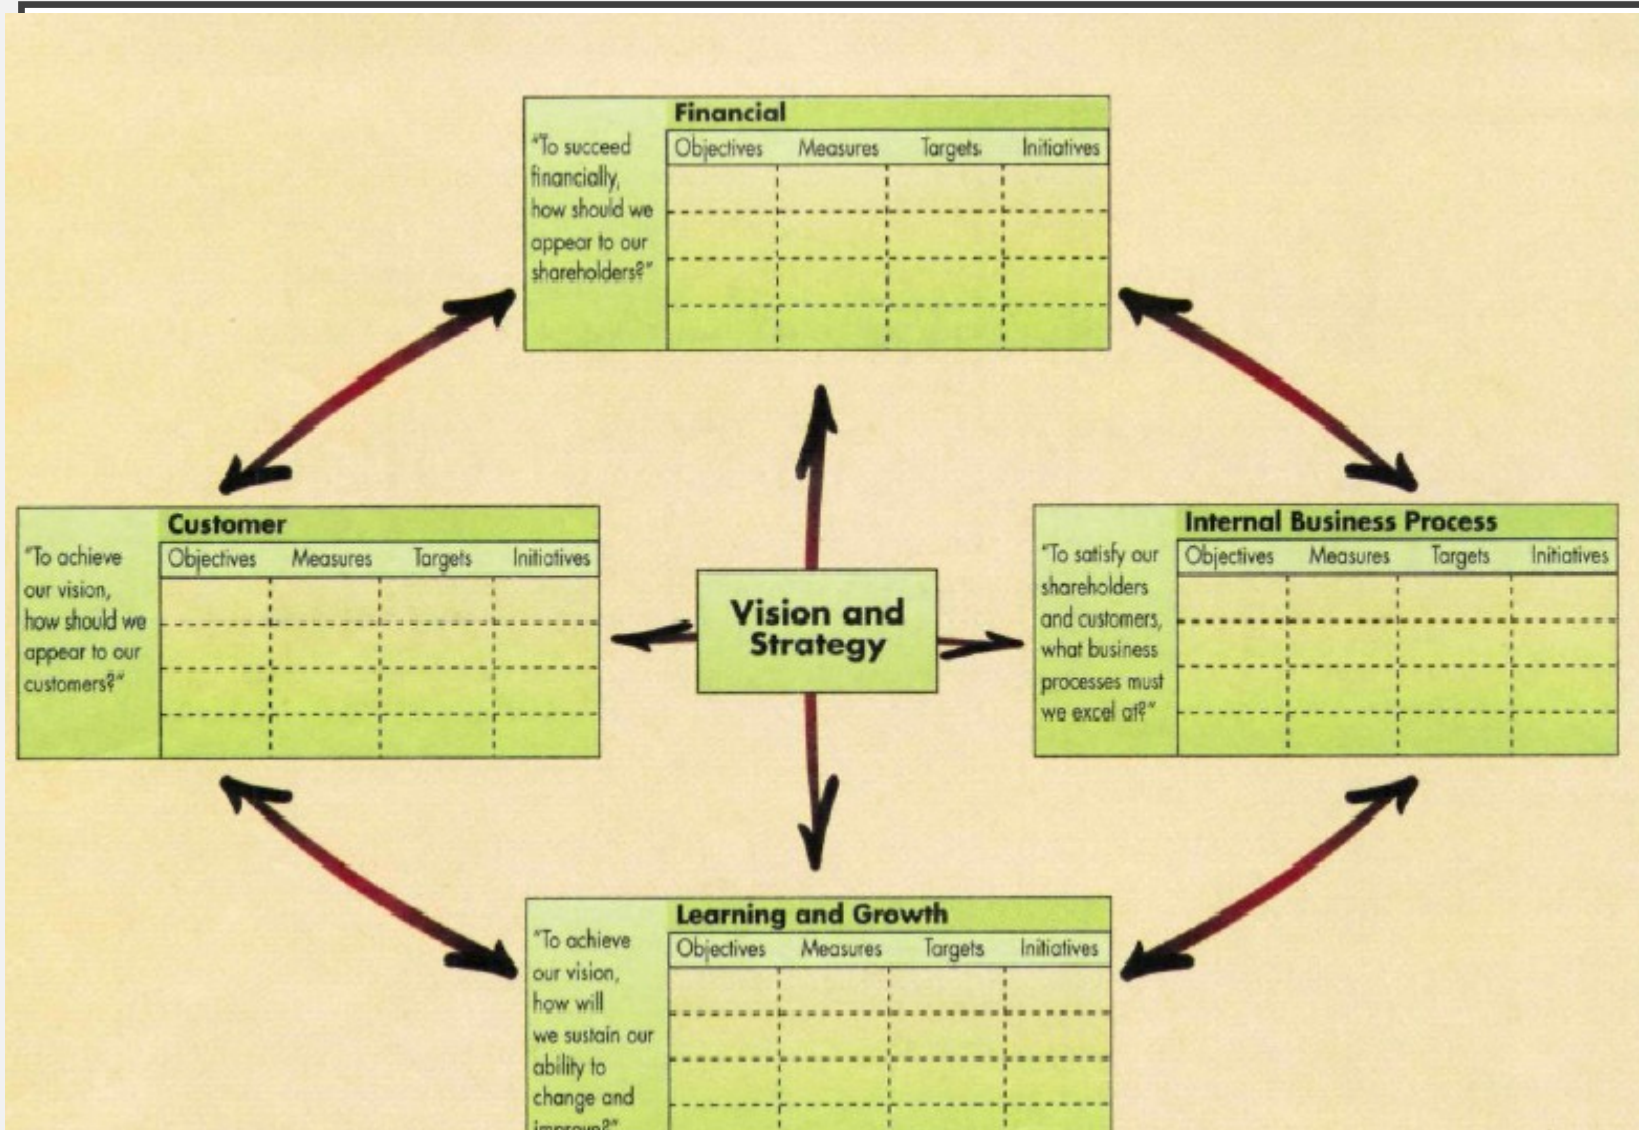 Financial
"To succeed
financially,
how should we
appear to our
shareholders?"
Objectives Measures Targets Initiatives
Customer
"To achieve
our vision,
how should we
appear to our
customers?"
Objectives Measures Targets Initiatives
Vision and
Strategy
Internal Business Process
"To satisfy our
shareholders
and customers,
what business
processes must
we excel at?"
Objectives Measures Targets Initiatives
Learning and Growth
"To achieve
our vision,
how will
we sustain our
ability to
change and
improve?"
Objectives Measures Targets Initiatives